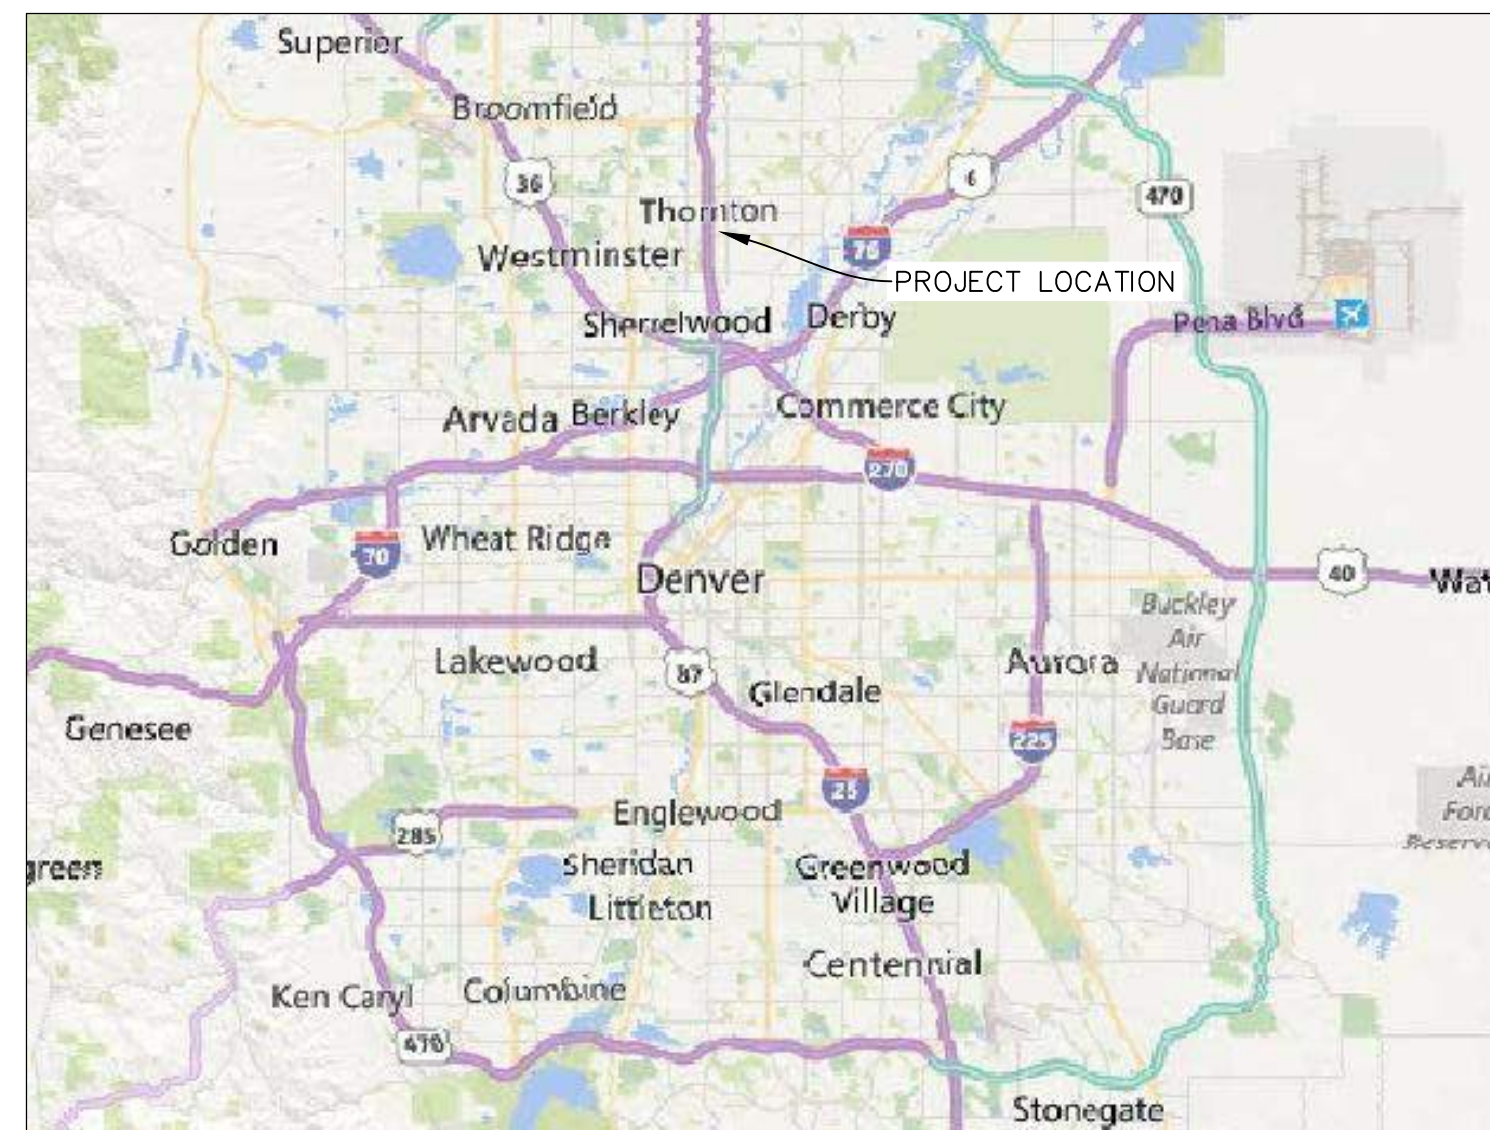 Superior
Broomfield
36
6
470
Thornton
76
Westminster
PROJECT LOCATION
Sherrelwood
Derby
Pena Blvd
Arvada
Berkley
Commerce City
270
Golden
70
Wheat Ridge
Denver
40
Wat
Buckley
Air
National
Guard
Base
Lakewood
87
Aurora
Glendale
Genesee
225
25
Englewood
285
green
Sheridan
Greenwood
Village
Littleton
Centennial
Ken Caryl
Columbine
470
Stonegate